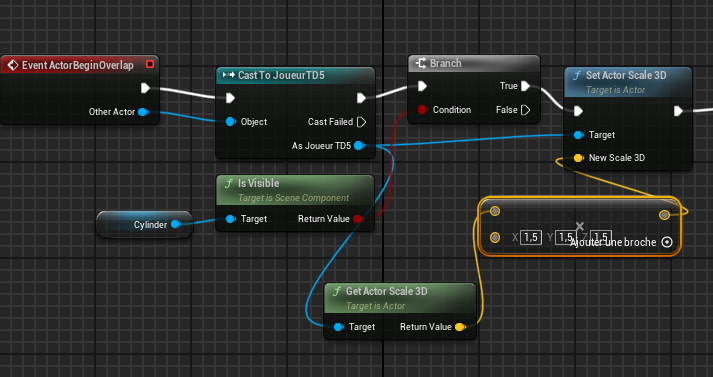 Event ActorBeginOverlap
Other Actor
Cast To JoueurTD5
Object
Cast Failed
As Joueur TD5
Branch
True
Condition
False
Set Actor Scale 3D
Target is Actor
Target
New Scale 3D
Is Visible
Target is Scene Component
Target
Return Value
Cylinder
X 1,5 Y 1,5 Z 1,5
Ajouter une broche
Get Actor Scale 3D
Target is Actor
Target
Return Value